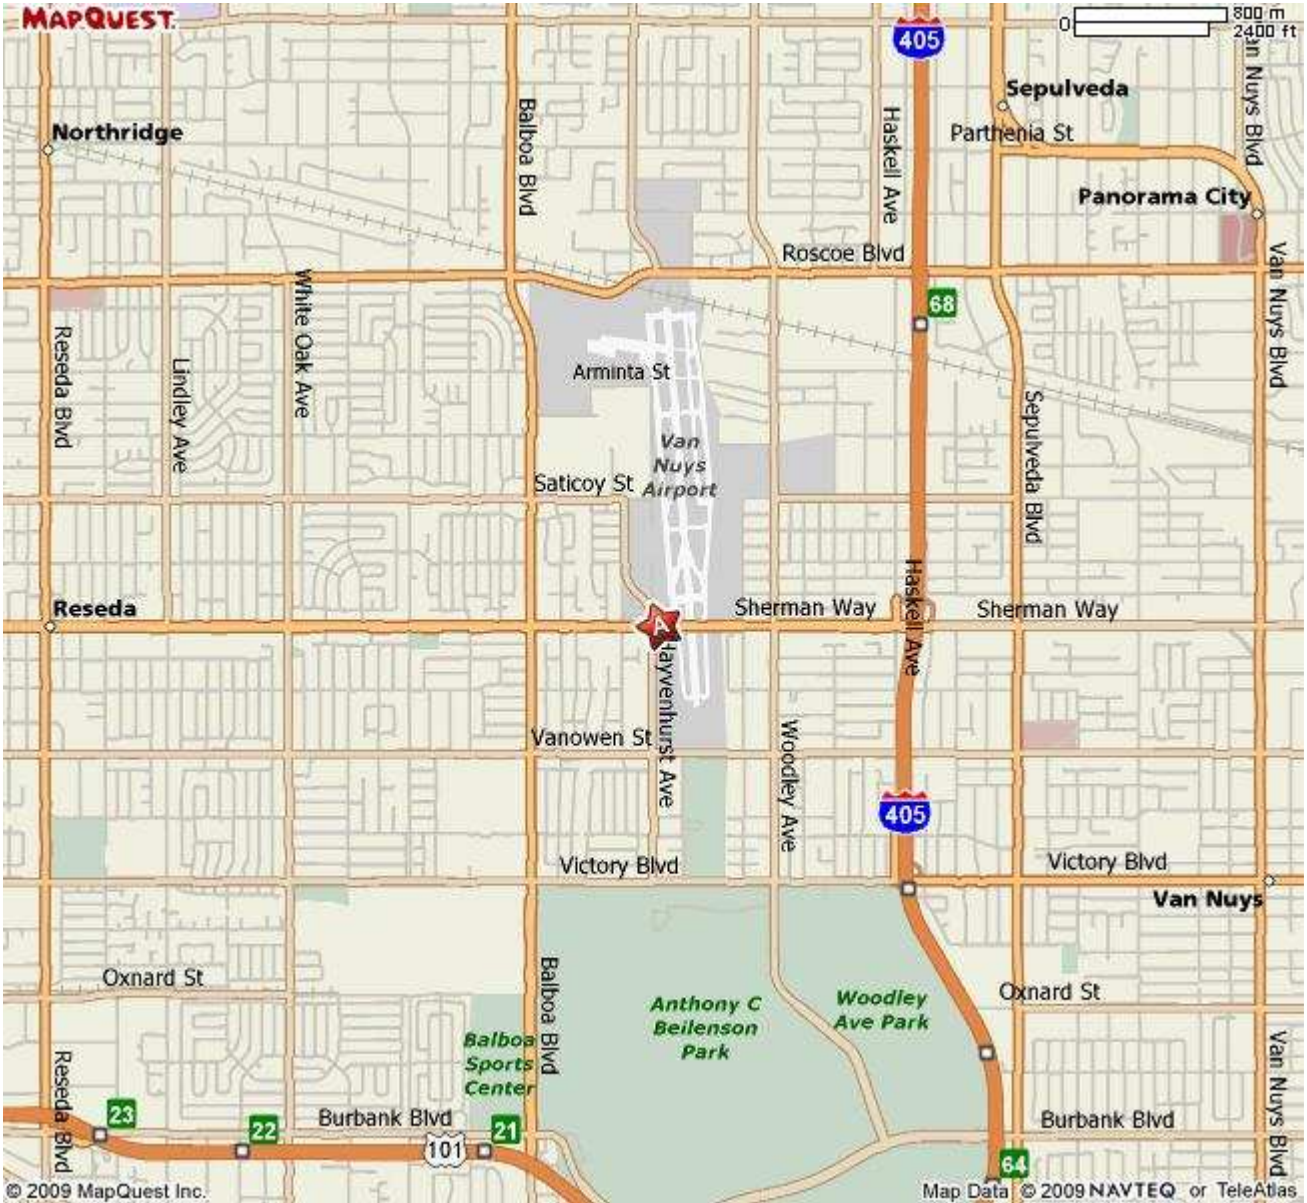 MAPQUEST.
405
0
800 m
2400 ft
Van Nuys Blvd
Sepulveda
Northridge
Balboa Blvd
Haskell Ave
Parthenia St
Panorama City
Roscoe Blvd
Van Nuys Blvd
White Oak Ave
68
Reseda Blvd
Lindley Ave
Arminta St
Sepulveda Blvd
Van
Nuys
Airport
Saticoy St
Haskell Ave
Reseda
Sherman Way
Sherman Way
A
Hayvenhurst Ave
Vanowen St
Woodley Ave
405
Victory Blvd
Victory Blvd
Van Nuys
Oxnard St
Balboa Blvd
Anthony C
Beilenson
Park
Woodley
Ave Park
Oxnard St
Balboa
Sports
Center
Reseda Blvd
Van Nuys Blvd
23
22
Burbank Blvd
21
101
Burbank Blvd
64
© 2009 MapQuest Inc.
Map Data © 2009 NAVTEQ or TeleAtlas